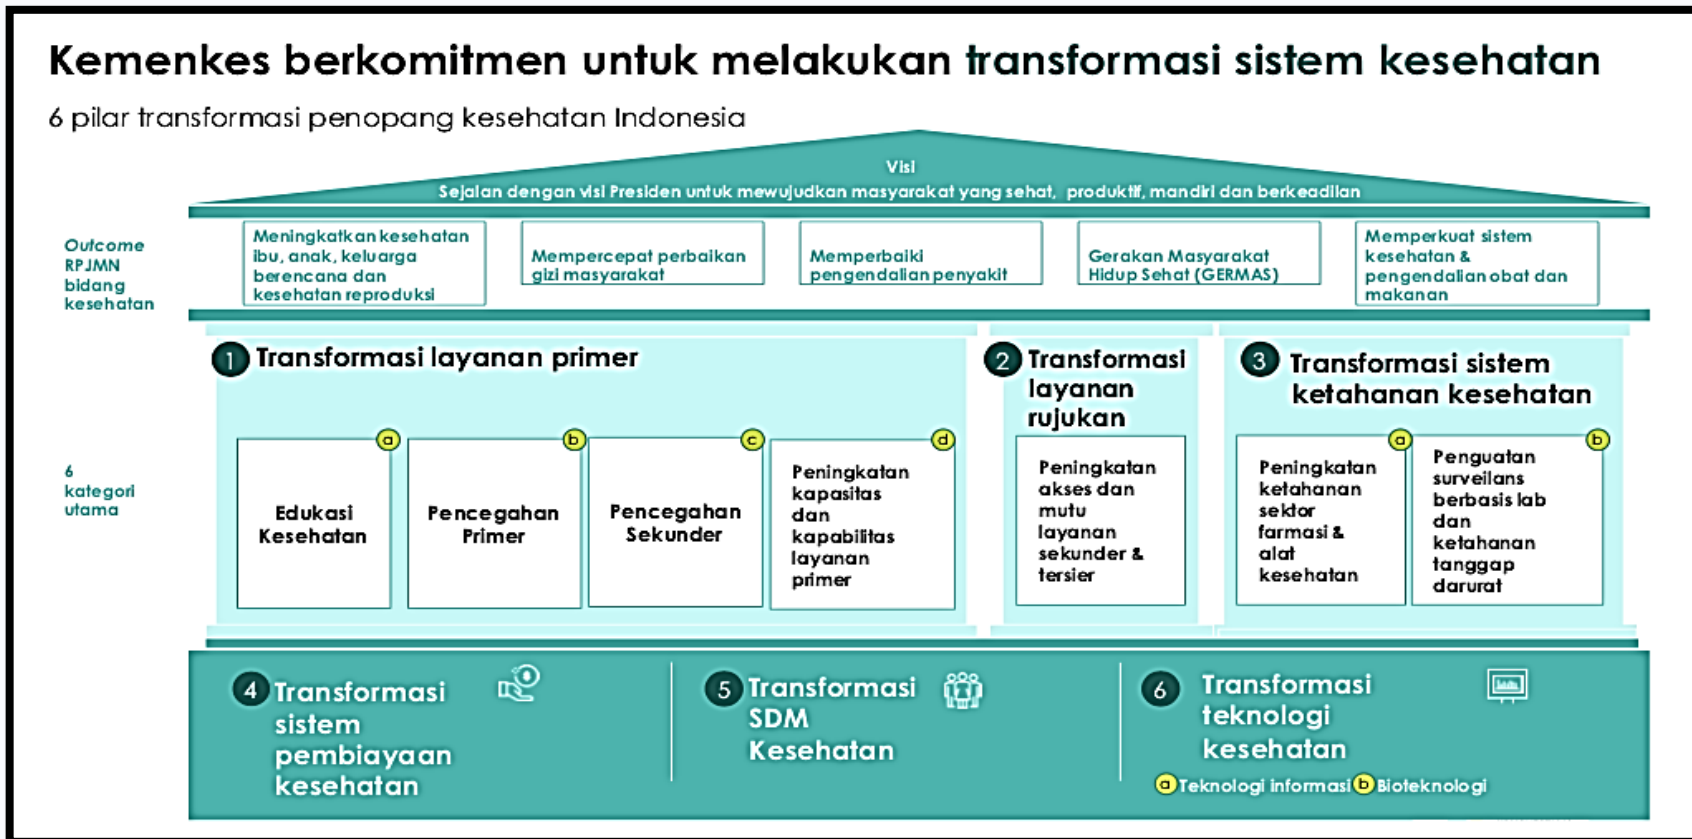 Kemenkes berkomitmen untuk melakukan transformasi sistem kesehatan
6 pilar transformasi penopang kesehatan Indonesia
Visi
Sejalan dengan visi Presiden untuk mewujudkan masyarakat yang sehat, produktif, mandiri dan berkeadilan
Outcome
RPJMN
bidang
kesehatan
Meningkatkan kesehatan
ibu, anak, keluarga
berencana dan
kesehatan reproduksi
Mempercepat perbaikan
gizi masyarakat
Memperbaiki
pengendalian penyakit
Gerakan Masyarakat
Hidup Sehat (GERMAS)
Memperkuat sistem
kesehatan &
pengendalian obat dan
makanan
6
kategori
utama
1 Transformasi layanan primer
a
Edukasi
Kesehatan
b
Pencegahan
Primer
c
Pencegahan
Sekunder
d
Peningkatan
kapasitas
dan
kapabilitas
layanan
primer
2 Transformasi
layanan
rujukan
Peningkatan
akses dan
mutu
layanan
sekunder &
tersier
3 Transformasi sistem
ketahanan kesehatan
a
Peningkatan
ketahanan
sektor
farmasi &
alat
kesehatan
b
Penguatan
surveilans
berbasis lab
dan
ketahanan
tanggap
darurat
4 Transformasi
sistem
pembiayaan
kesehatan
5 Transformasi
SDM
Kesehatan
6 Transformasi
teknologi
kesehatan
a Teknologi informasi b Bioteknologi